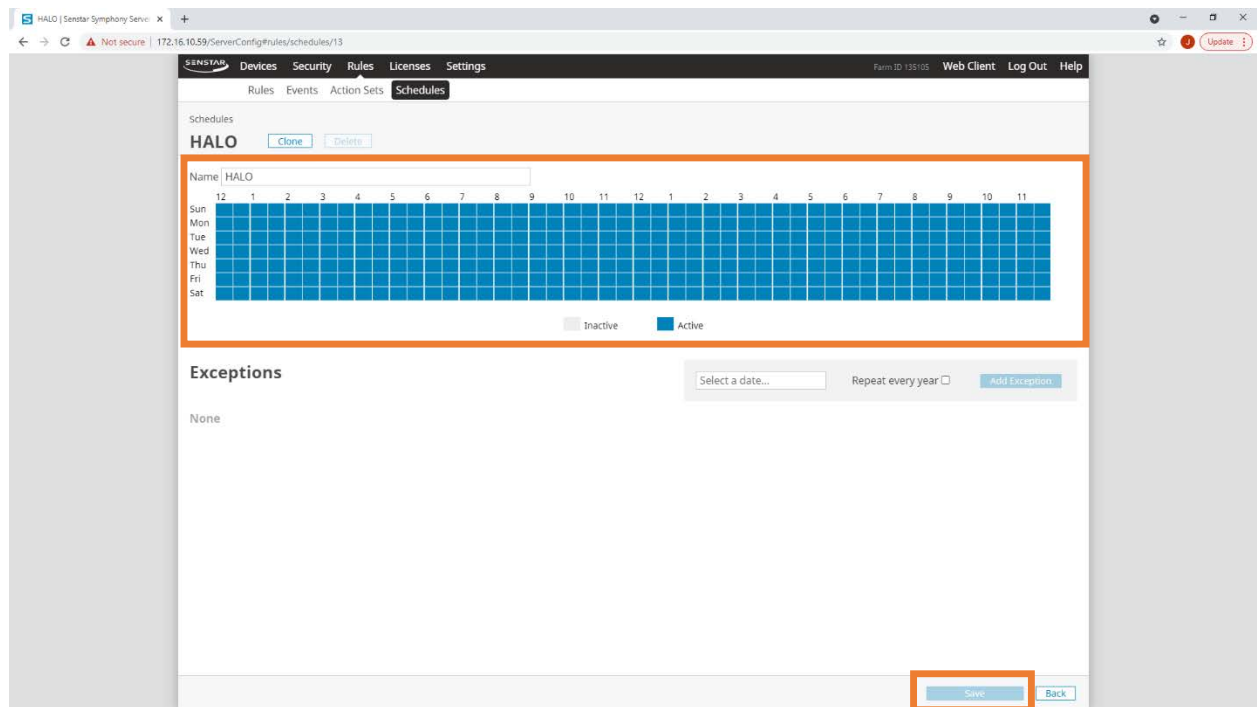 HALO | Senstar Symphony Serve
Not secure | 172.16.10.59/ServerConfig#rules/schedules/13
J Update
SENSTAR Devices Security Rules Licenses Settings Farm ID 135105 Web Client Log Out Help
Rules Events Action Sets Schedules
Schedules
HALO Clone Delete
Name HALO
12 1 2 3 4 5 6 7 8 9 10 11 12 1 2 3 4 5 6 7 8 9 10 11
Sun
Mon
Tue
Wed
Thu
Fri
Sat
Inactive Active
Exceptions Select a date... Repeat every year Add Exception
None
Save Back